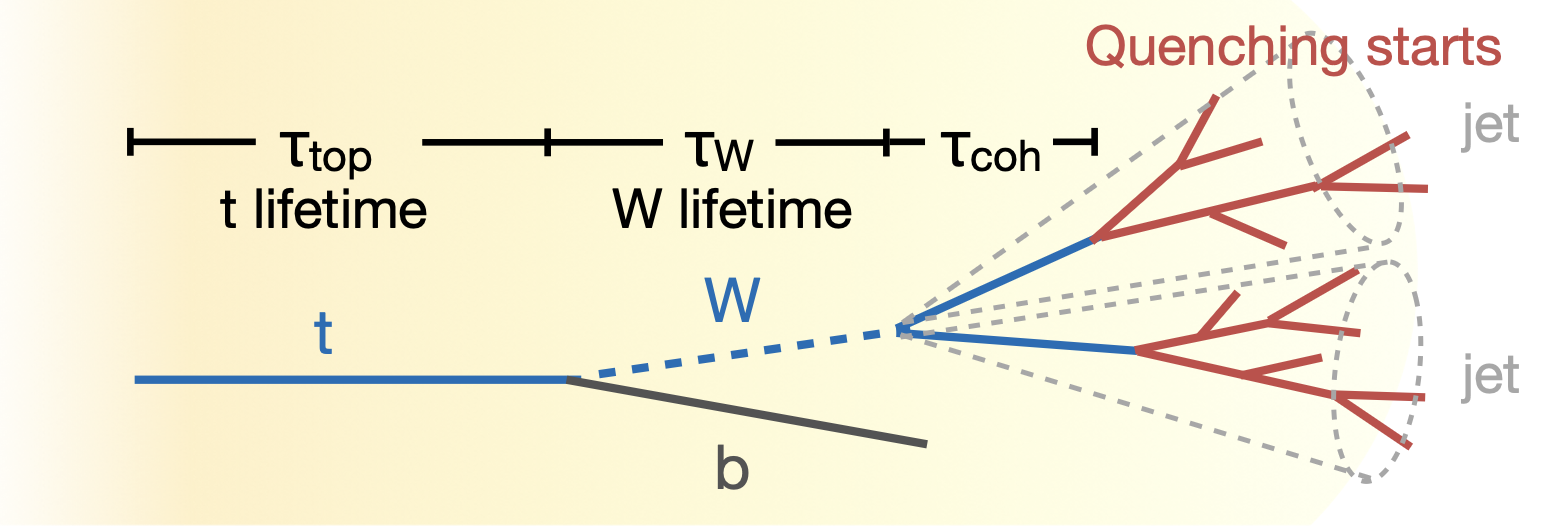 Quenching starts
jet
τtop
τW
τcoh
t lifetime
W lifetime
W
t
jet
b